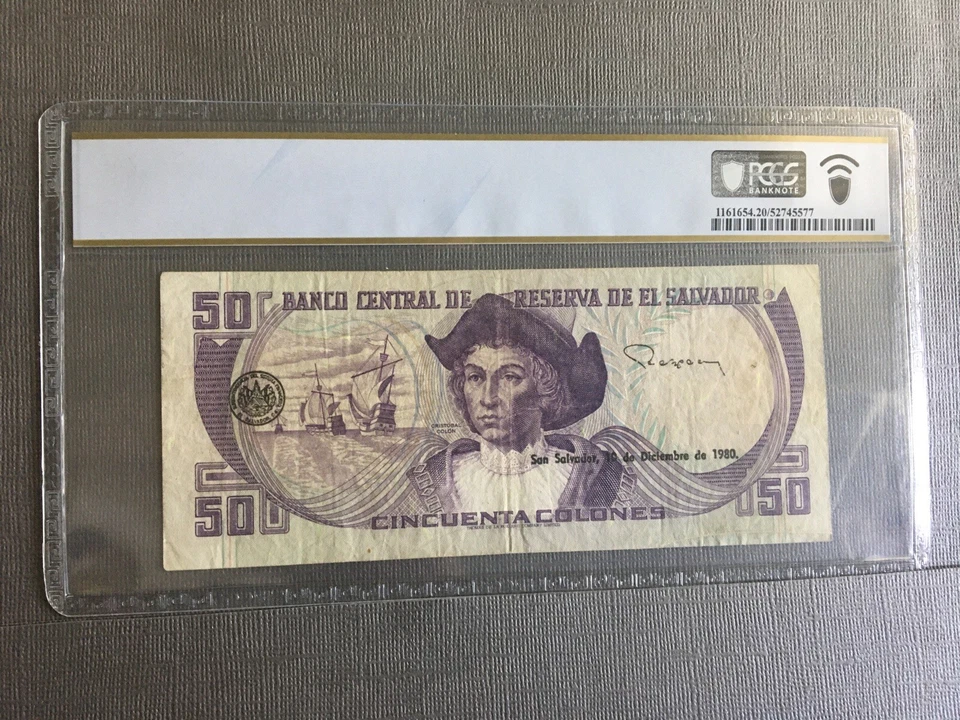 PCGS
BANKNOTE
1161654.20/52745577
50 BANCO CENTRAL DE RESERVA DE EL SALVADOR
CRISTOBAL
COLON
San Salvador, de Diciembre de 1980.
50 CINCUENTA COLONES 50